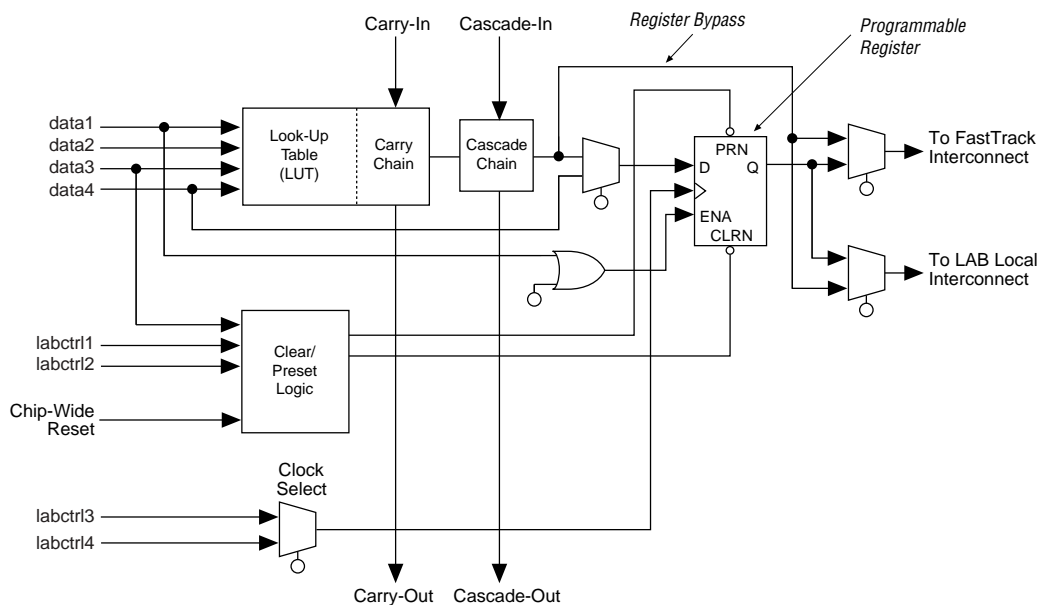 Carry-In
Cascade-In
Register Bypass
Programmable
Register
data1
data2
data3
data4
Look-Up
Table
(LUT)
Carry
Chain
Cascade
Chain
PRN
D
Q
ENA
CLRN
To FastTrack
Interconnect
To LAB Local
Interconnect
labctrl1
labctrl2
Clear/
Preset
Logic
Chip-Wide
Reset
Clock
Select
labctrl3
labctrl4
Carry-Out
Cascade-Out